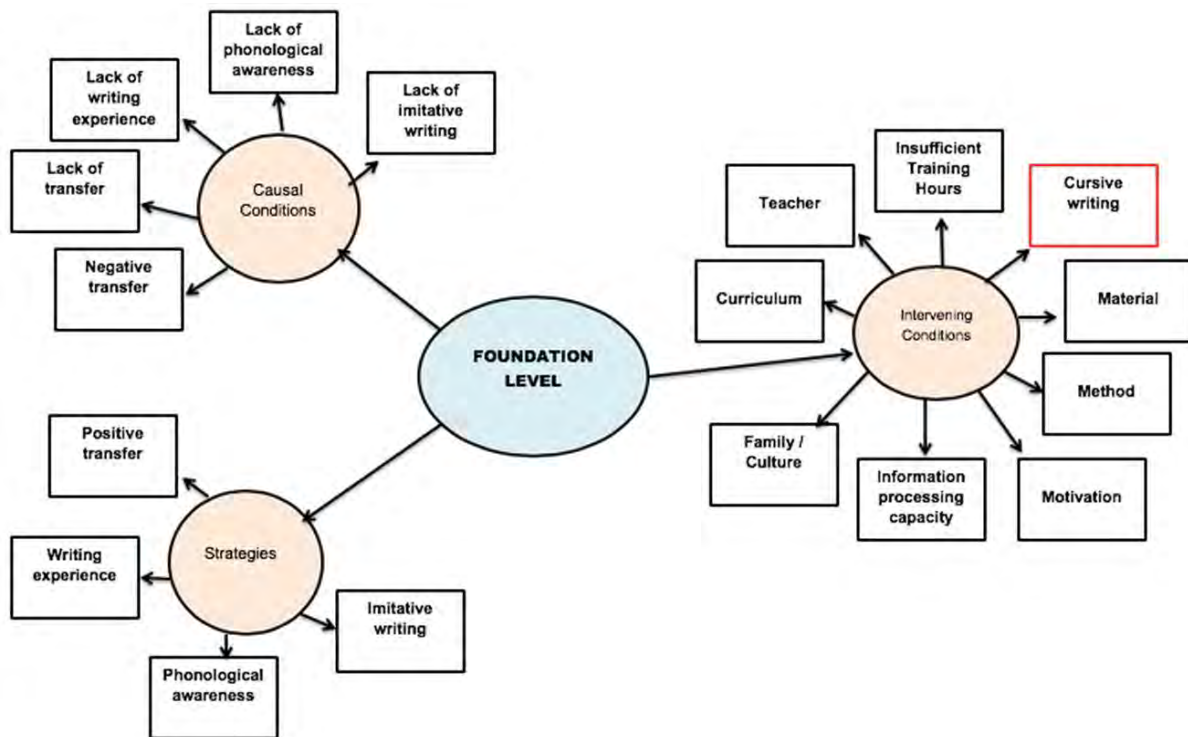 Lack of
phonological
awareness
Lack of
writing
experience
Lack of
imitative
writing
Lack of
transfer
Causal
Conditions
Negative
transfer
Insufficient
Training
Hours
Cursive
writing
Teacher
Curriculum
Material
Intervening
Conditions
Method
FOUNDATION
LEVEL
Family /
Culture
Information
processing
capacity
Motivation
Positive
transfer
Strategies
Writing
experience
Imitative
writing
Phonological
awareness